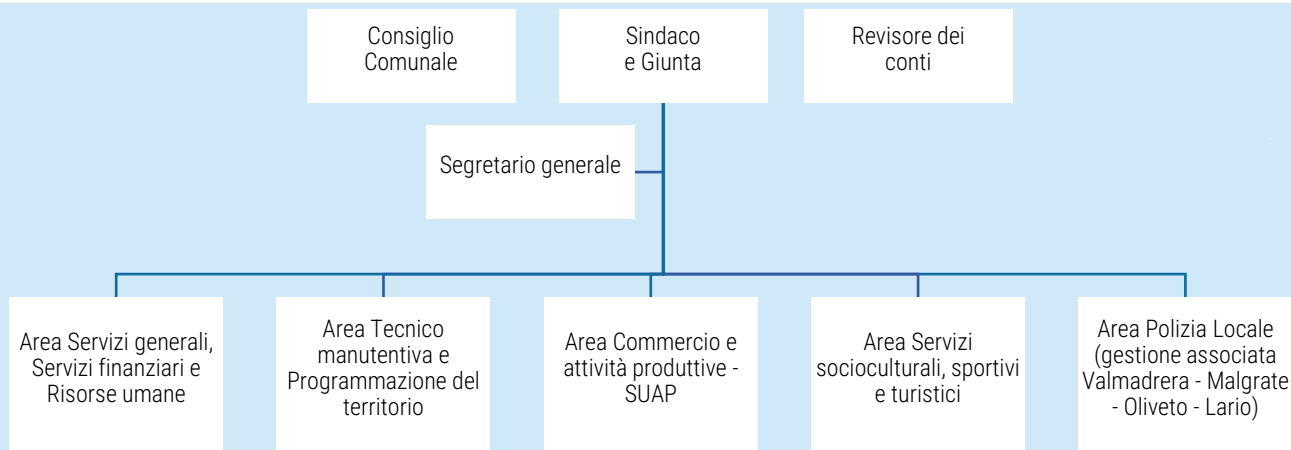 Consiglio
Comunale
Sindaco
e Giunta
Revisore dei
conti
Segretario generale
Area Servizi generali,
Servizi finanziari e
Risorse umane
Area Tecnico
manutentiva e
Programmazione del
territorio
Area Commercio e
attività produttive -
SUAP
Area Servizi
socioculturali, sportivi
e turistici
Area Polizia Locale
(gestione associata
Valmadrera - Malgrate
- Oliveto - Lario)